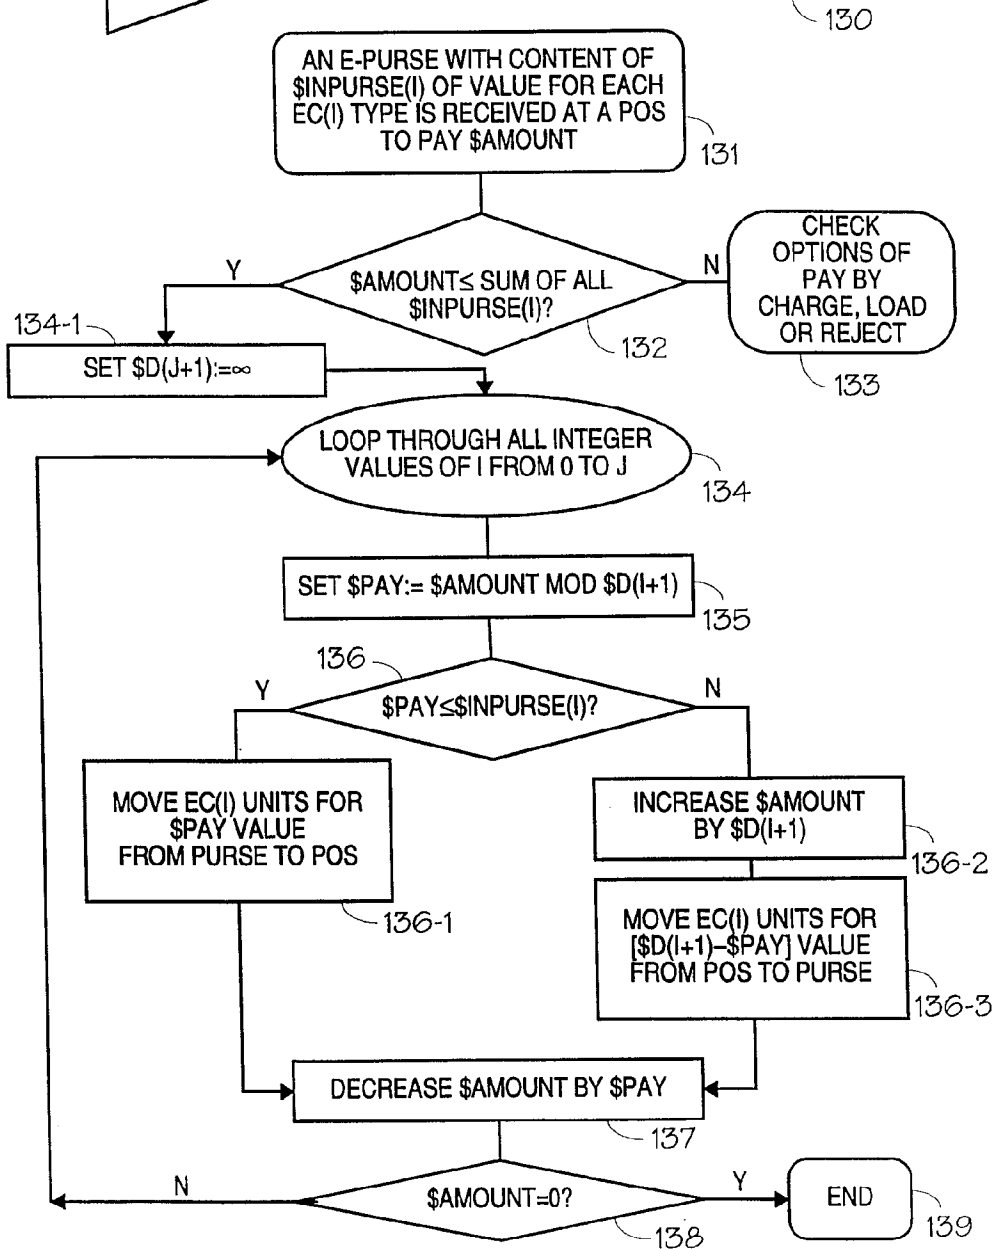 130
AN E-PURSE WITH CONTENT OF
$INPURSE(I) OF VALUE FOR EACH
EC(I) TYPE IS RECEIVED AT A POS
TO PAY $AMOUNT
131
$AMOUNT≤ SUM OF ALL
$INPURSE(I)?
132
Y
N
CHECK
OPTIONS OF
PAY BY
CHARGE, LOAD
OR REJECT
133
134-1
SET $D(J+1):=∞
LOOP THROUGH ALL INTEGER
VALUES OF I FROM 0 TO J
134
SET $PAY:= $AMOUNT MOD $D(I+1)
135
136
Y
N
$PAY≤$INPURSE(I)?
MOVE EC(I) UNITS FOR
$PAY VALUE
FROM PURSE TO POS
136-1
INCREASE $AMOUNT
BY $D(I+1)
136-2
MOVE EC(I) UNITS FOR
[$D(I+1)–$PAY] VALUE
FROM POS TO PURSE
136-3
DECREASE $AMOUNT BY $PAY
137
N
$AMOUNT=0?
Y
138
END
139